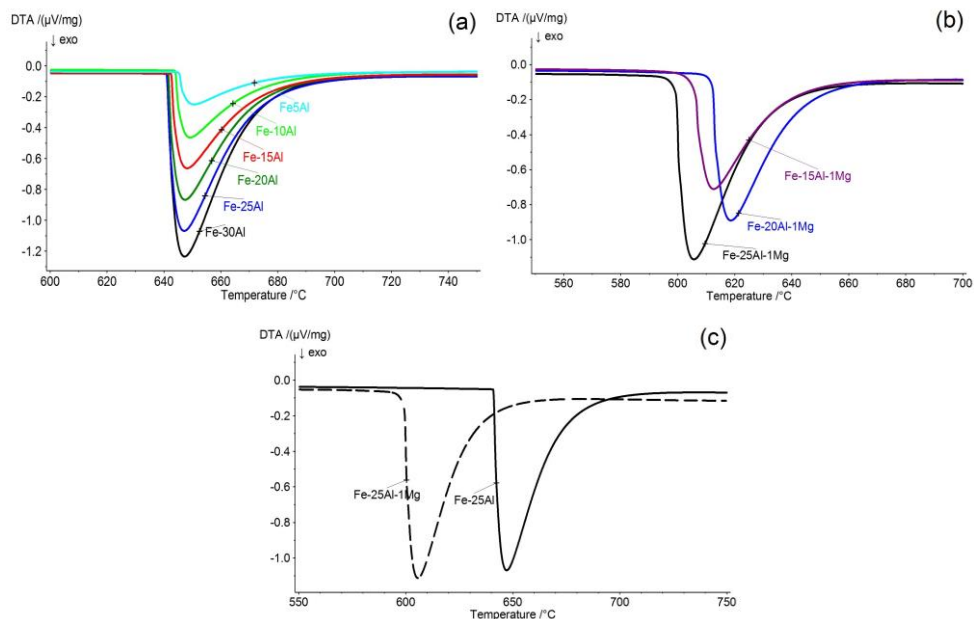 DTA /(μV/mg)
↓ exo
(a)
0.0
-0.2
-0.4
-0.6
-0.8
-1.0
-1.2
Fe5Al
Fe-10Al
Fe-15Al
Fe-20Al
Fe-25Al
Fe-30Al
600 620 640 660 680 700 720 740
Temperature /°C
DTA /(μV/mg)
↓ exo
(b)
0.0
-0.2
-0.4
-0.6
-0.8
-1.0
Fe-15Al-1Mg
Fe-20Al-1Mg
Fe-25Al-1Mg
560 580 600 620 640 660 680 700
Temperature /°C
DTA /(μV/mg)
↓ exo
(c)
0.0
-0.2
-0.4
-0.6
-0.8
-1.0
Fe-25Al-1Mg
Fe-25Al
550 600 650 700 750
Temperature /°C